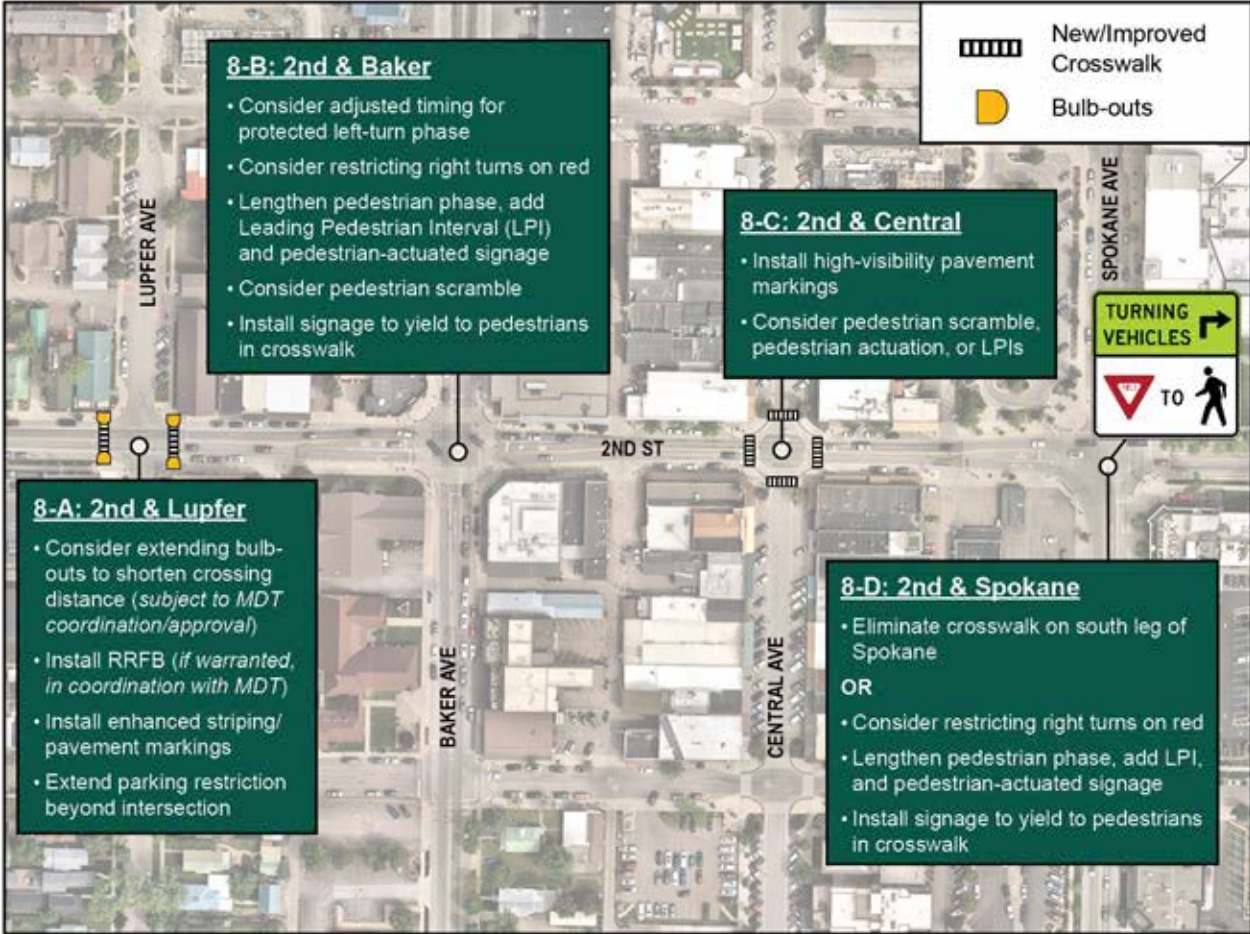 New/Improved
Crosswalk
Bulb-outs
8-B: 2nd & Baker
• Consider adjusted timing for
protected left-turn phase
• Consider restricting right turns on red
• Lengthen pedestrian phase, add
Leading Pedestrian Interval (LPI)
and pedestrian-actuated signage
• Consider pedestrian scramble
• Install signage to yield to pedestrians
in crosswalk
8-C: 2nd & Central
• Install high-visibility pavement
markings
• Consider pedestrian scramble,
pedestrian actuation, or LPIs
LUPFER AVE
SPOKANE AVE
TURNING
VEHICLES
TO
2ND ST
8-A: 2nd & Lupfer
• Consider extending bulb-
outs to shorten crossing
distance (subject to MDT
coordination/approval)
• Install RRFB (if warranted,
in coordination with MDT)
• Install enhanced striping/
pavement markings
• Extend parking restriction
beyond intersection
BAKER AVE
CENTRAL AVE
8-D: 2nd & Spokane
• Eliminate crosswalk on south leg of
Spokane
OR
• Consider restricting right turns on red
• Lengthen pedestrian phase, add LPI,
and pedestrian-actuated signage
• Install signage to yield to pedestrians
in crosswalk